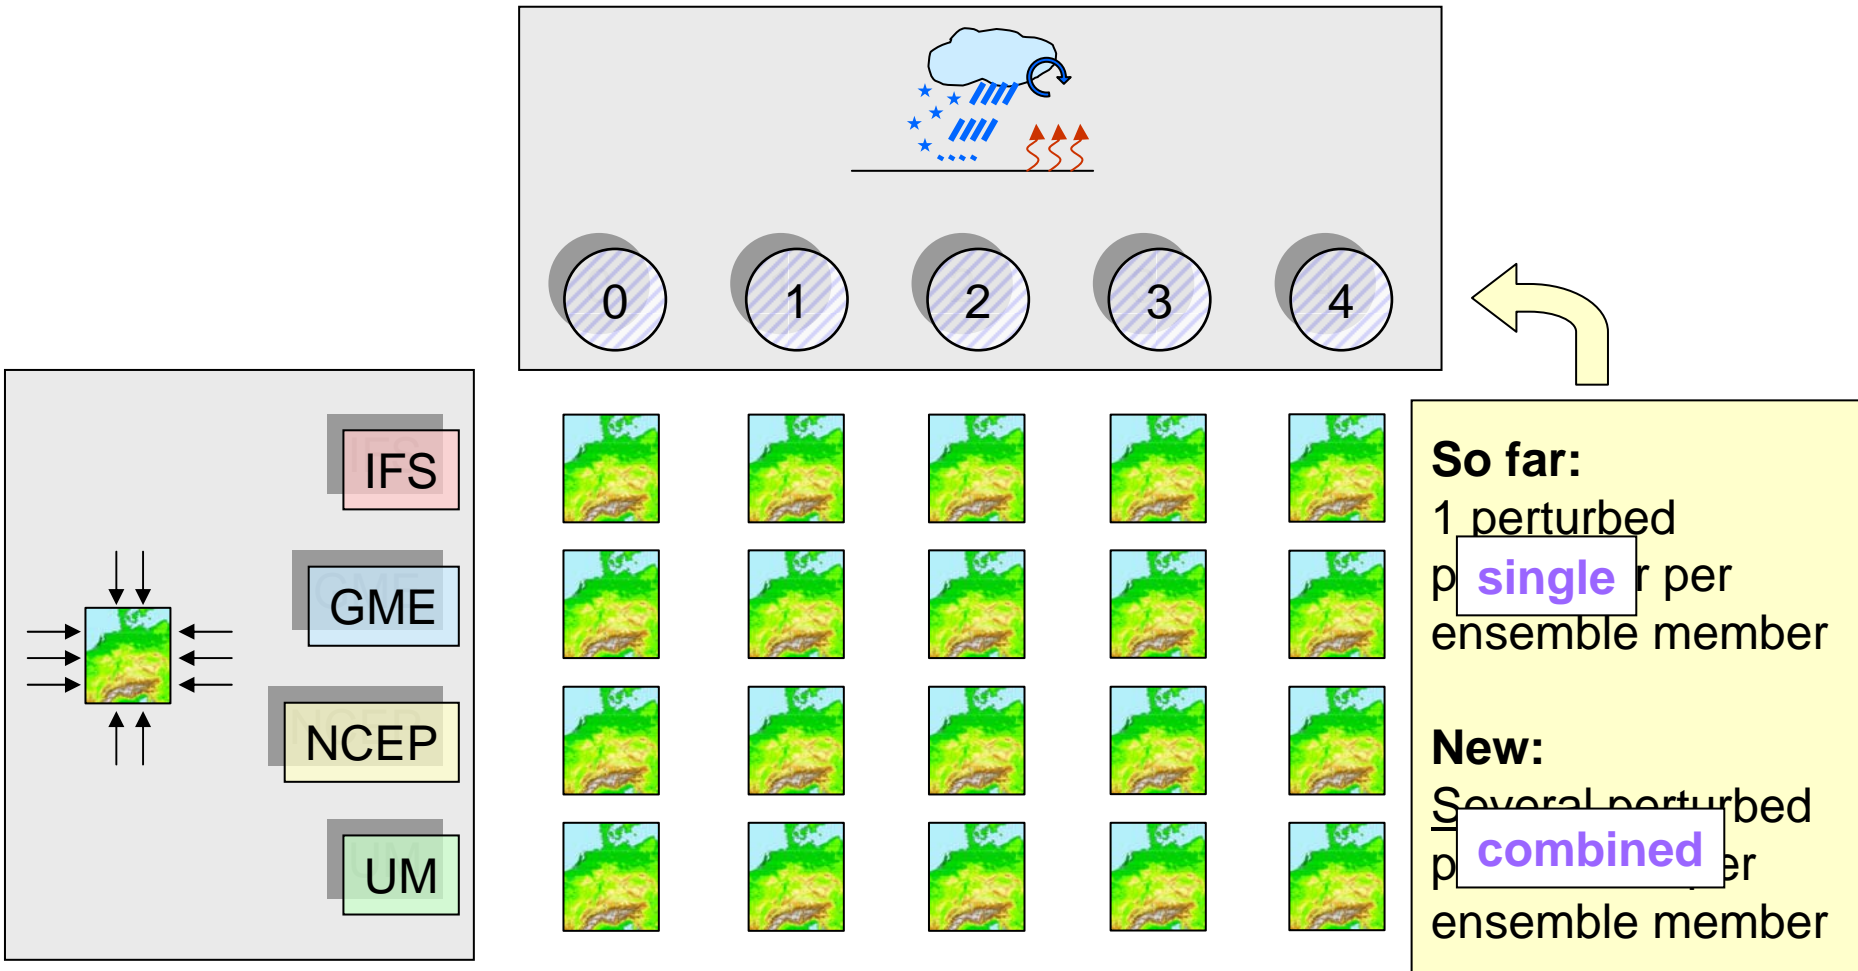 0 1 2 3 4
IFS
GME
NCEP
UM
So far:
1 perturbed
single per
ensemble member
New:
Several perturbed
combined
ensemble member